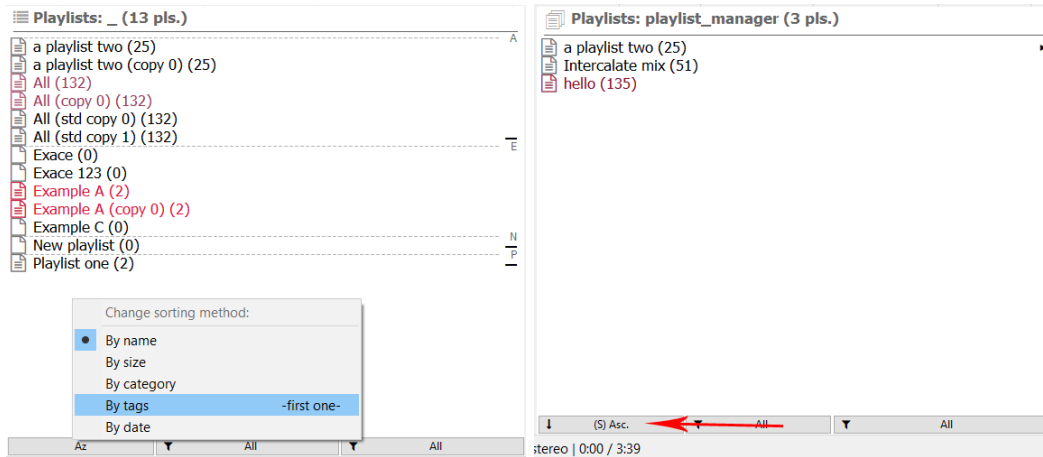 Playlists: _ (13 pls.)
A
a playlist two (25)
a playlist two (copy 0) (25)
All (132)
All (copy 0) (132)
All (std copy 0) (132)
All (std copy 1) (132)
E
Exace (0)
Exace 123 (0)
Example A (2)
Example A (copy 0) (2)
Example C (0)
N
New playlist (0)
P
Playlist one (2)
Change sorting method:
By name
By size
By category
By tags -first one-
By date
Az All All
Playlists: playlist_manager (3 pls.)
a playlist two (25)
Intercalate mix (51)
hello (135)
(S) Asc. All All
stereo | 0:00 / 3:39